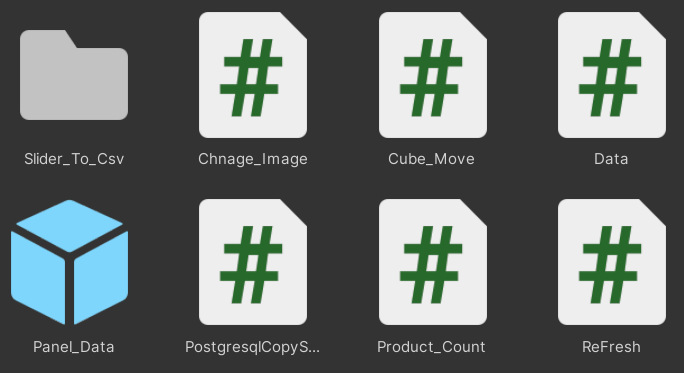 Slider_To_Csv
Chnage_Image
Cube_Move
Data
Panel_Data
PostgresqlCopyS...
Product_Count
ReFresh